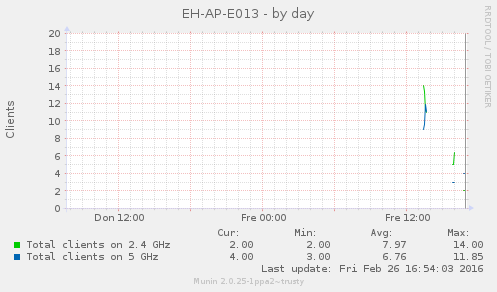 EH-AP-E013 - by day
RRDTOOL / TOBI OETIKER
Clients
20
18
16
14
12
10
8
6
4
2
0
Don 12:00 Fre 00:00 Fre 12:00
Cur: Min: Avg: Max:
Total clients on 2.4 GHz 2.00 2.00 7.97 14.00
Total clients on 5 GHz 4.00 3.00 6.76 11.85
Last update: Fri Feb 26 16:54:03 2016
Munin 2.0.25-1ppa2~trusty